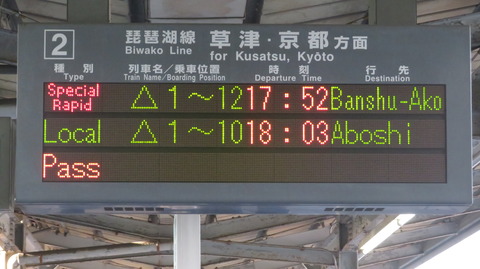 2 琵琶湖線 草津・京都方面
Biwako Line for Kusatsu, Kyōto
種別 列車名／乗車位置 時刻 行先
Type Train Name/Boarding Position Departure Time Destination
Special Rapid △ 1～12 17:52 Banshu-Ako
Local △ 1～10 18:03 Aboshi
Pass